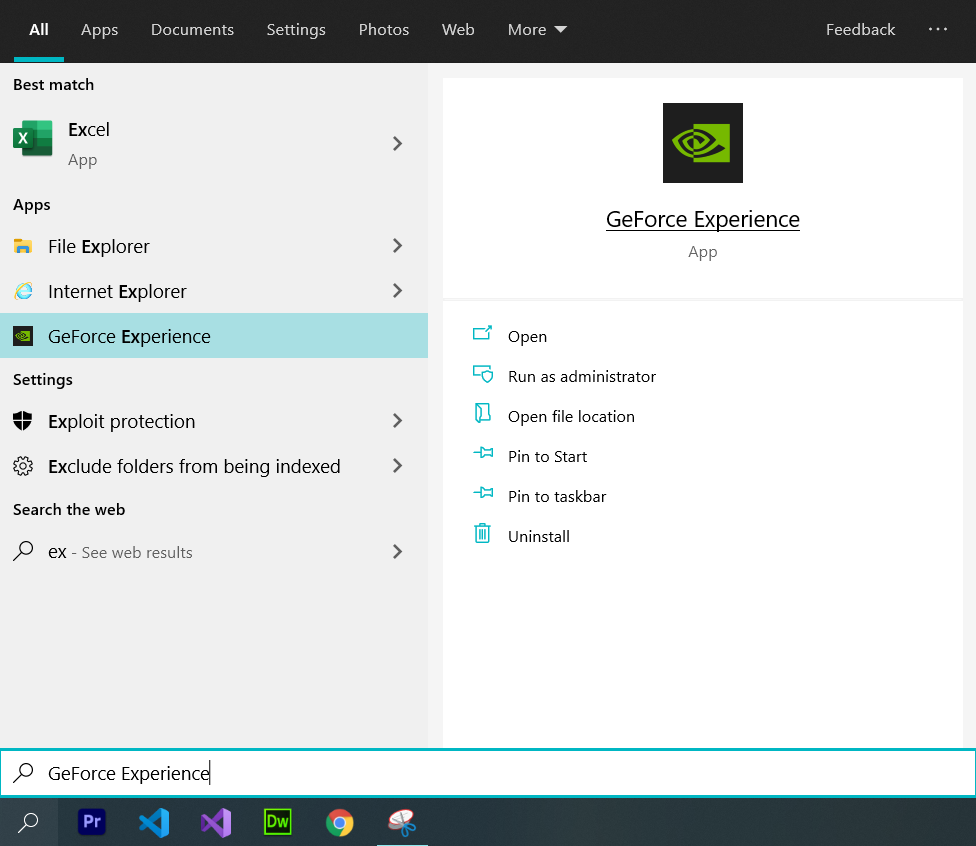 All Apps Documents Settings Photos Web More Feedback ...
Best match
Excel
App
Apps
File Explorer
Internet Explorer
GeForce Experience
Settings
Exploit protection
Exclude folders from being indexed
Search the web
ex - See web results
GeForce Experience
App
Open
Run as administrator
Open file location
Pin to Start
Pin to taskbar
Uninstall
GeForce Experience
Pr Dw